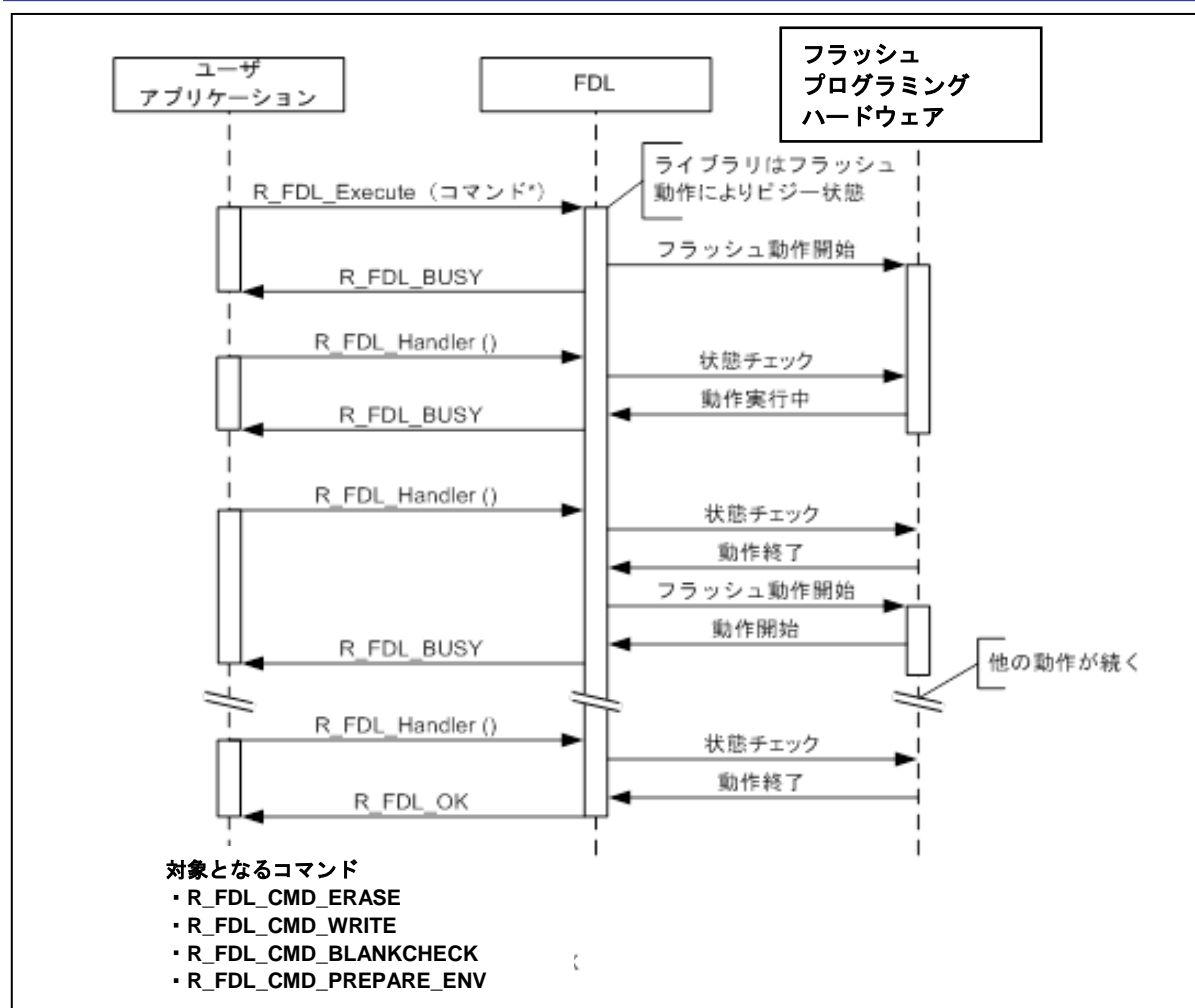 ユーザ
アプリケーション
FDL
フラッシュ
プログラミング
ハードウェア
ライブラリはフラッシュ
動作によりビジー状態
R_FDL_Execute（コマンド*）
フラッシュ動作開始
R_FDL_BUSY
R_FDL_Handler ()
状態チェック
動作実行中
R_FDL_BUSY
R_FDL_Handler ()
状態チェック
動作終了
フラッシュ動作開始
動作開始
R_FDL_BUSY
他の動作が続く
R_FDL_Handler ()
状態チェック
動作終了
R_FDL_OK
対象となるコマンド
・R_FDL_CMD_ERASE
・R_FDL_CMD_WRITE
・R_FDL_CMD_BLANKCHECK
・R_FDL_CMD_PREPARE_ENV